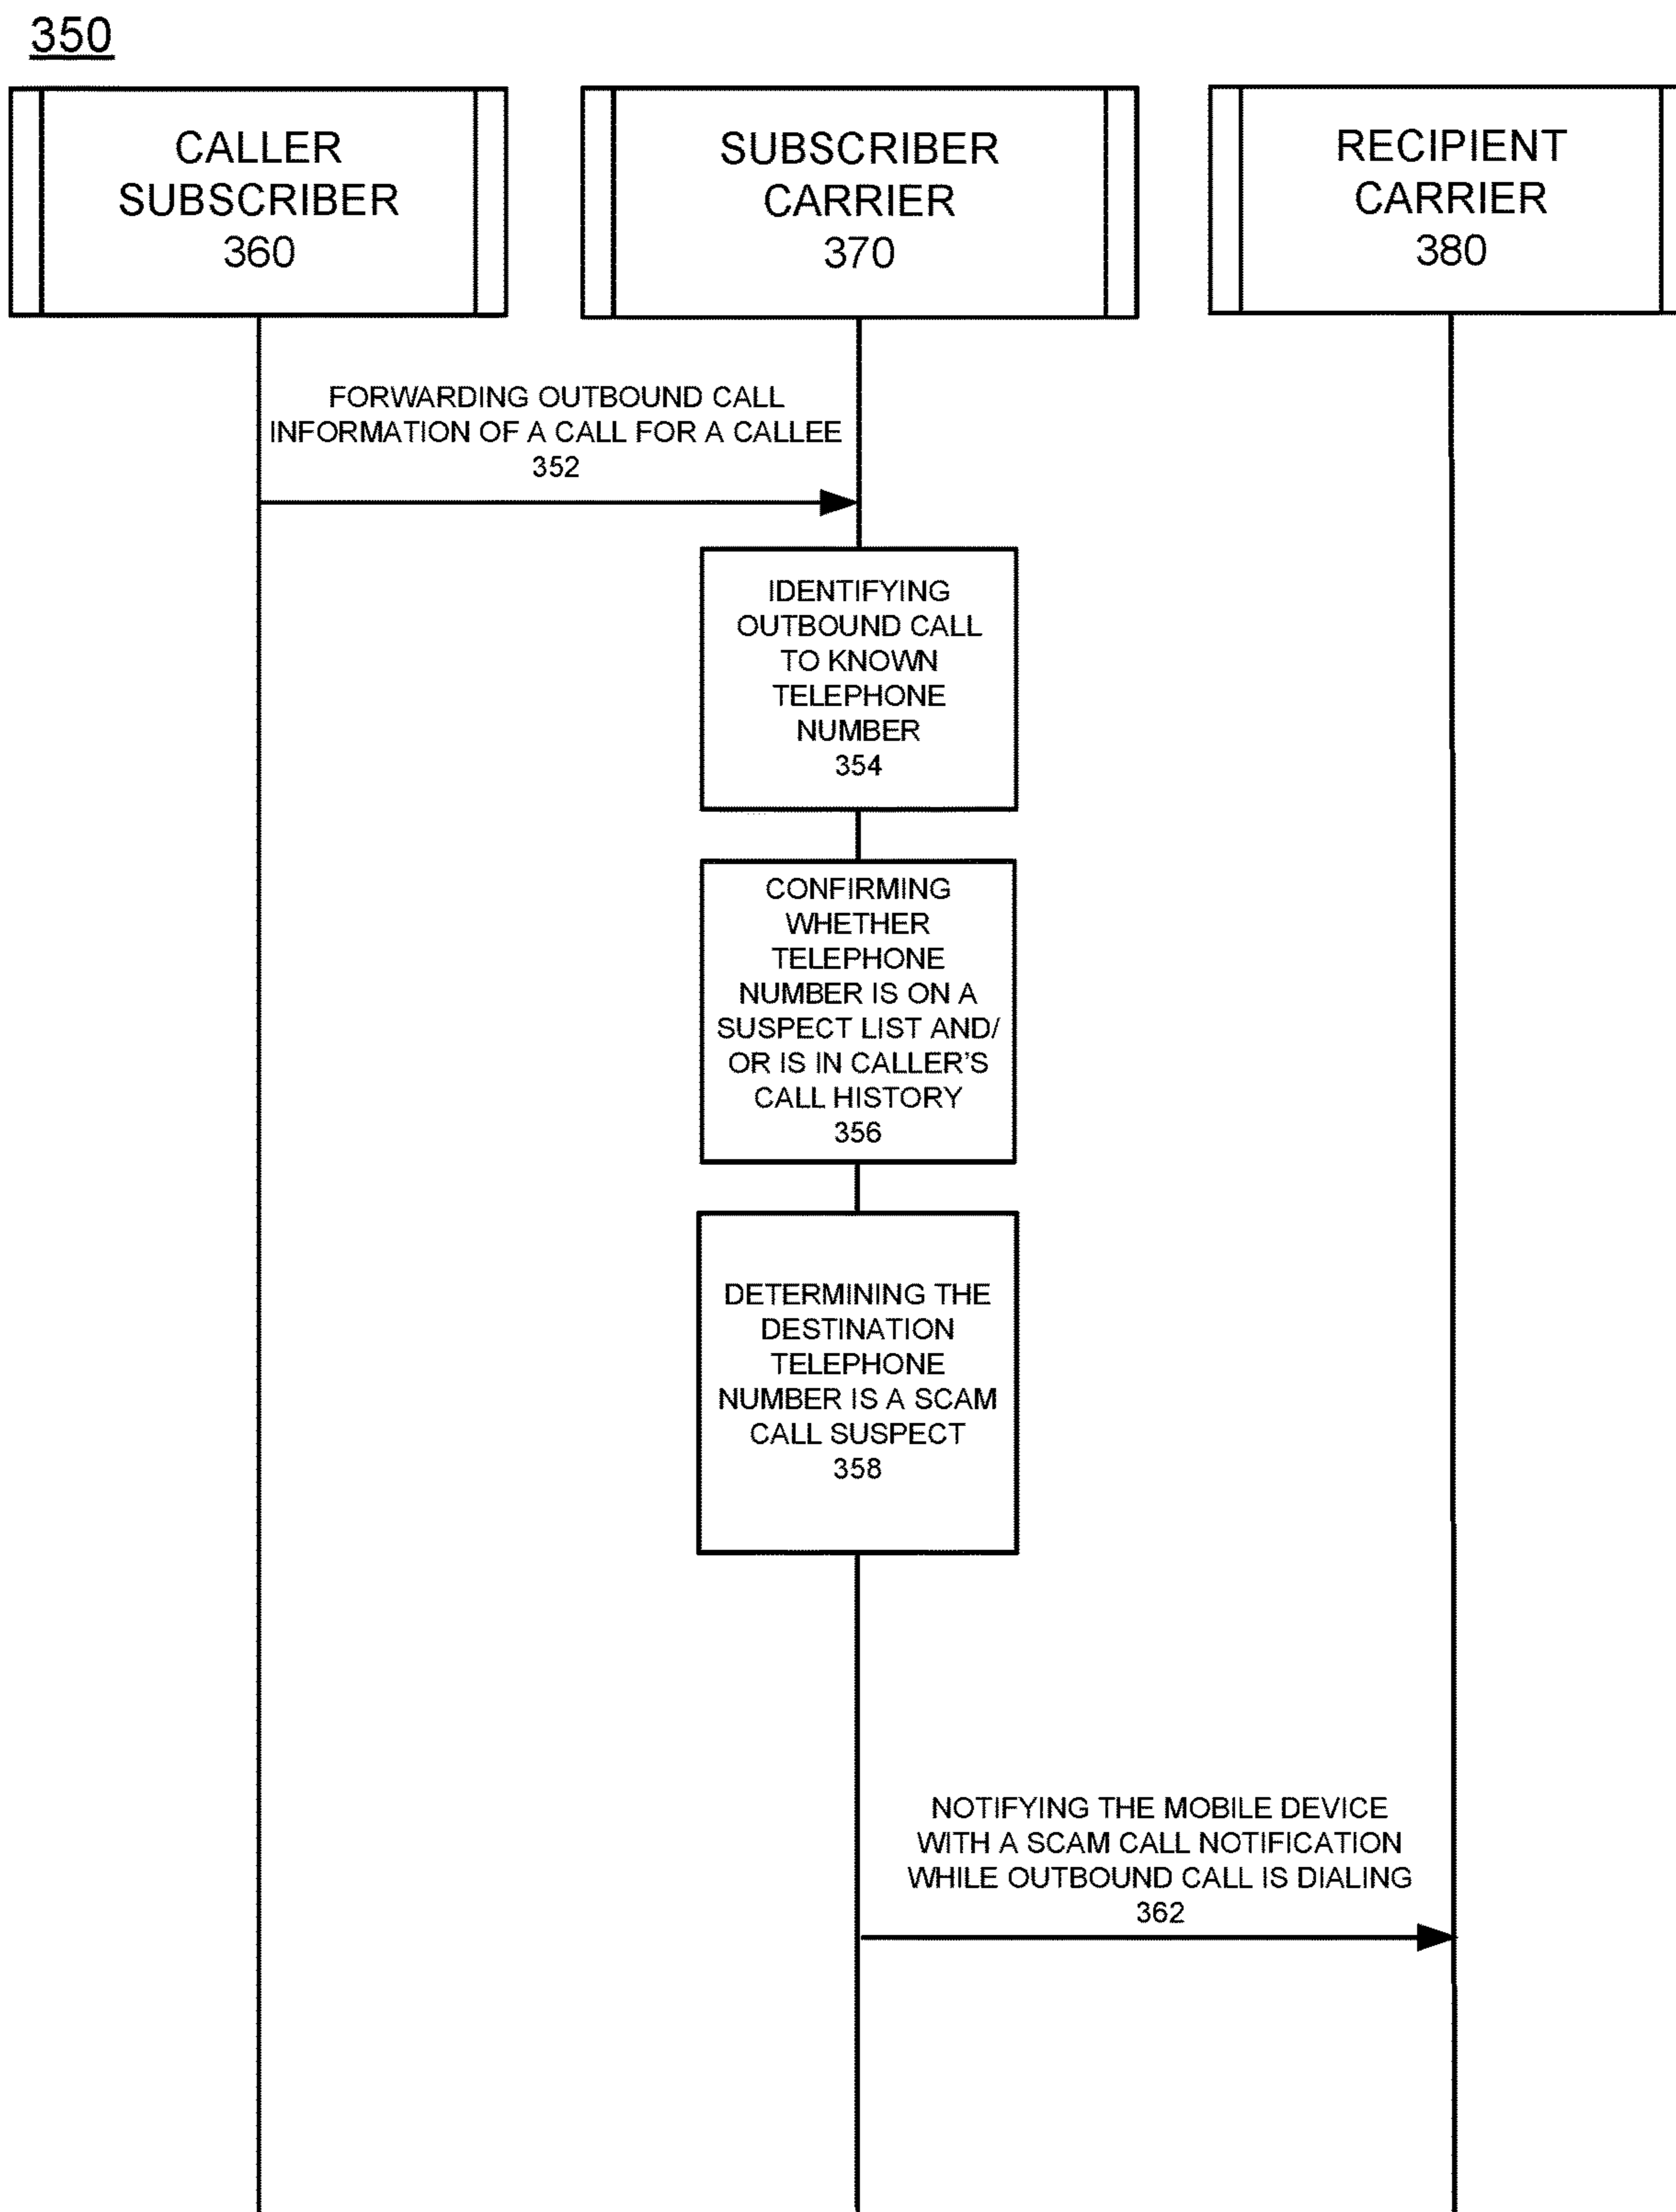 350
CALLER
SUBSCRIBER
360
SUBSCRIBER
CARRIER
370
RECIPIENT
CARRIER
380
FORWARDING OUTBOUND CALL
INFORMATION OF A CALL FOR A CALLEE
352
IDENTIFYING
OUTBOUND CALL
TO KNOWN
TELEPHONE
NUMBER
354
CONFIRMING
WHETHER
TELEPHONE
NUMBER IS ON A
SUSPECT LIST AND/
OR IS IN CALLER'S
CALL HISTORY
356
DETERMINING THE
DESTINATION
TELEPHONE
NUMBER IS A SCAM
CALL SUSPECT
358
NOTIFYING THE MOBILE DEVICE
WITH A SCAM CALL NOTIFICATION
WHILE OUTBOUND CALL IS DIALING
362